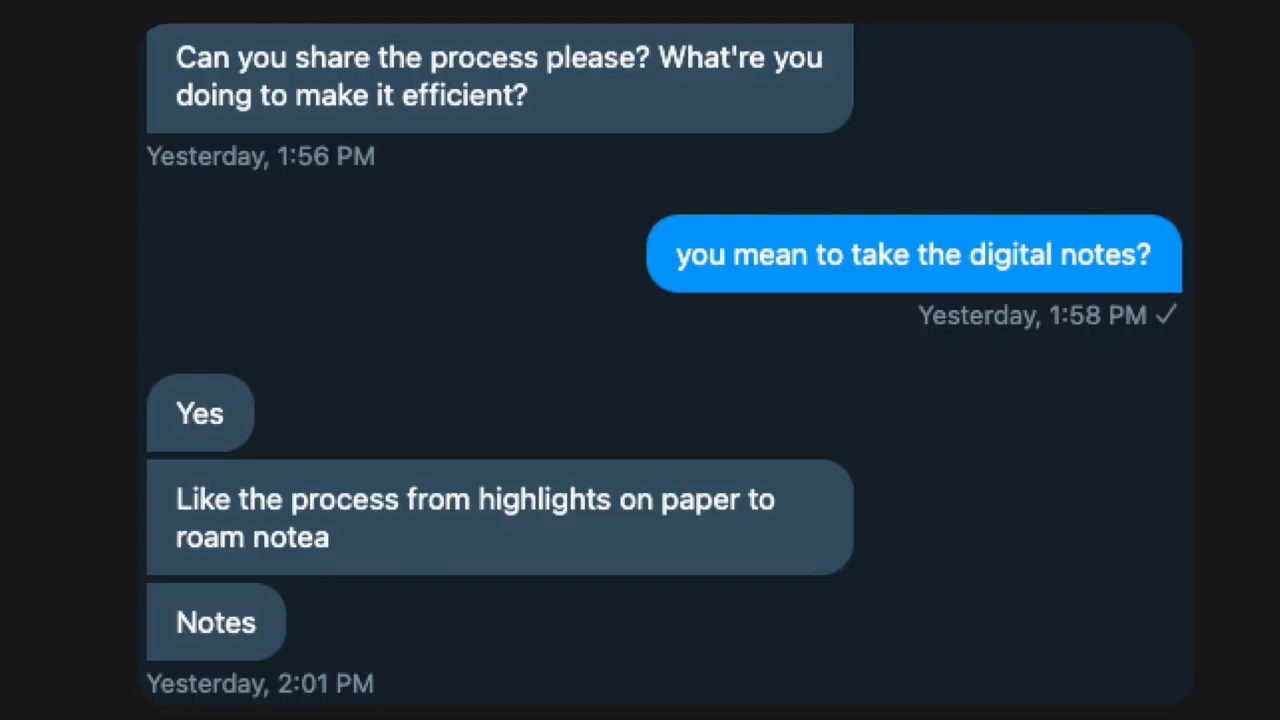 Can you share the process please? What're you
doing to make it efficient?
Yesterday, 1:56 PM
you mean to take the digital notes?
Yesterday, 1:58 PM ✓
Yes
Like the process from highlights on paper to
roam notea
Notes
Yesterday, 2:01 PM